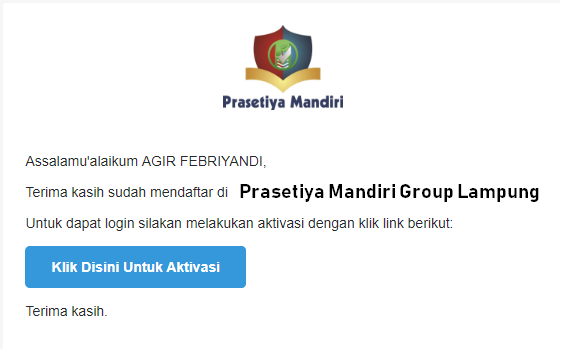 Prasetiya Mandiri
Assalamu'alaikum AGIR FEBRIYANDI,
Terima kasih sudah mendaftar di Prasetiya Mandiri Group Lampung
Untuk dapat login silakan melakukan aktivasi dengan klik link berikut:
Klik Disini Untuk Aktivasi
Terima kasih.